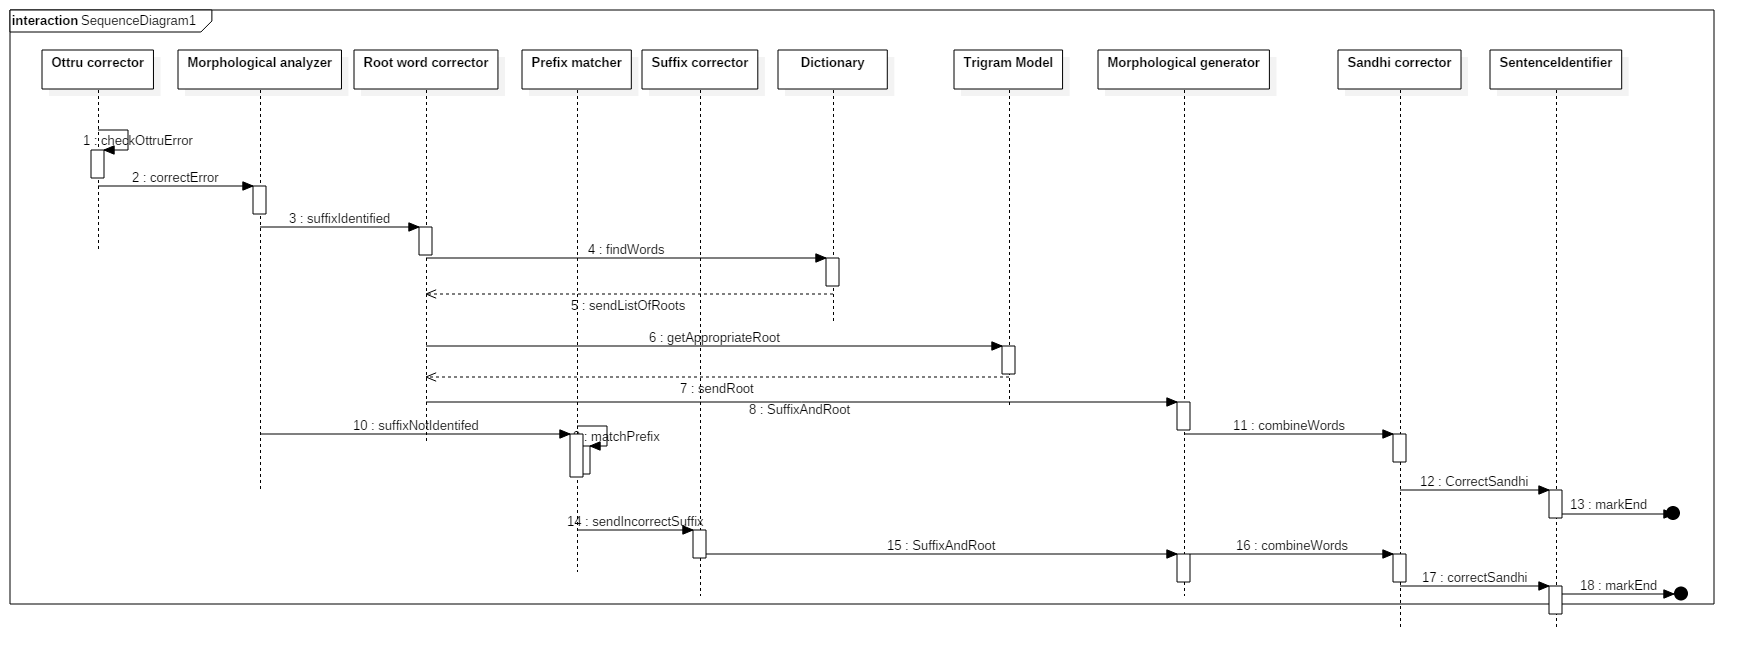 interaction SequenceDiagram1
Ottru corrector
Morphological analyzer
Root word corrector
Prefix matcher
Suffix corrector
Dictionary
Trigram Model
Morphological generator
Sandhi corrector
SentenceIdentifier
1 : checkOttruError
2 : correctError
3 : suffixIdentified
4 : findWords
5 : sendListOfRoots
6 : getAppropriateRoot
7 : sendRoot
8 : SuffixAndRoot
10 : suffixNotIdentifed
: matchPrefix
11 : combineWords
12 : CorrectSandhi
13 : markEnd
14 : sendIncorrectSuffix
15 : SuffixAndRoot
16 : combineWords
17 : correctSandhi
18 : markEnd